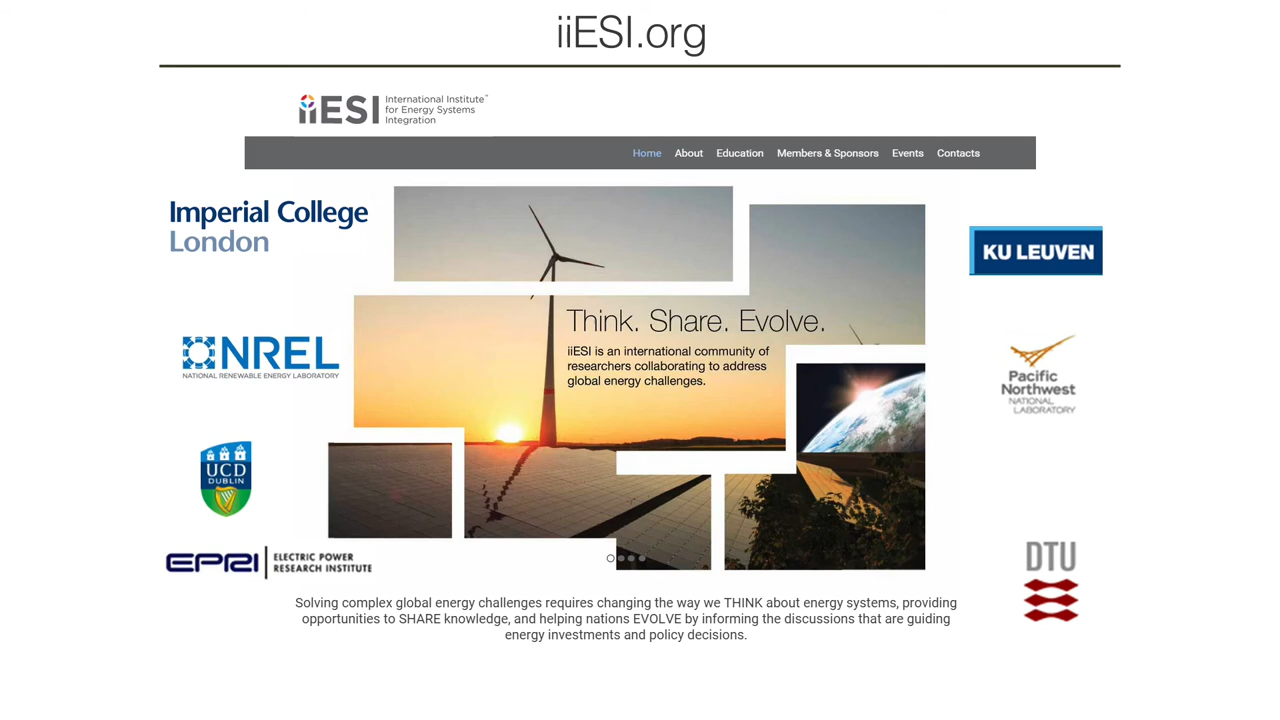 iiESI.org
iiESI
International Institute™
for Energy Systems
Integration
Home About Education Members & Sponsors Events Contacts
Imperial College
London
KU LEUVEN
Think. Share. Evolve.
iiESI is an international community of
researchers collaborating to address
global energy challenges.
NREL
NATIONAL RENEWABLE ENERGY LABORATORY
Pacific
Northwest
NATIONAL
LABORATORY
UCD
DUBLIN
EPRI
ELECTRIC POWER
RESEARCH INSTITUTE
DTU
Solving complex global energy challenges requires changing the way we THINK about energy systems, providing
opportunities to SHARE knowledge, and helping nations EVOLVE by informing the discussions that are guiding
energy investments and policy decisions.